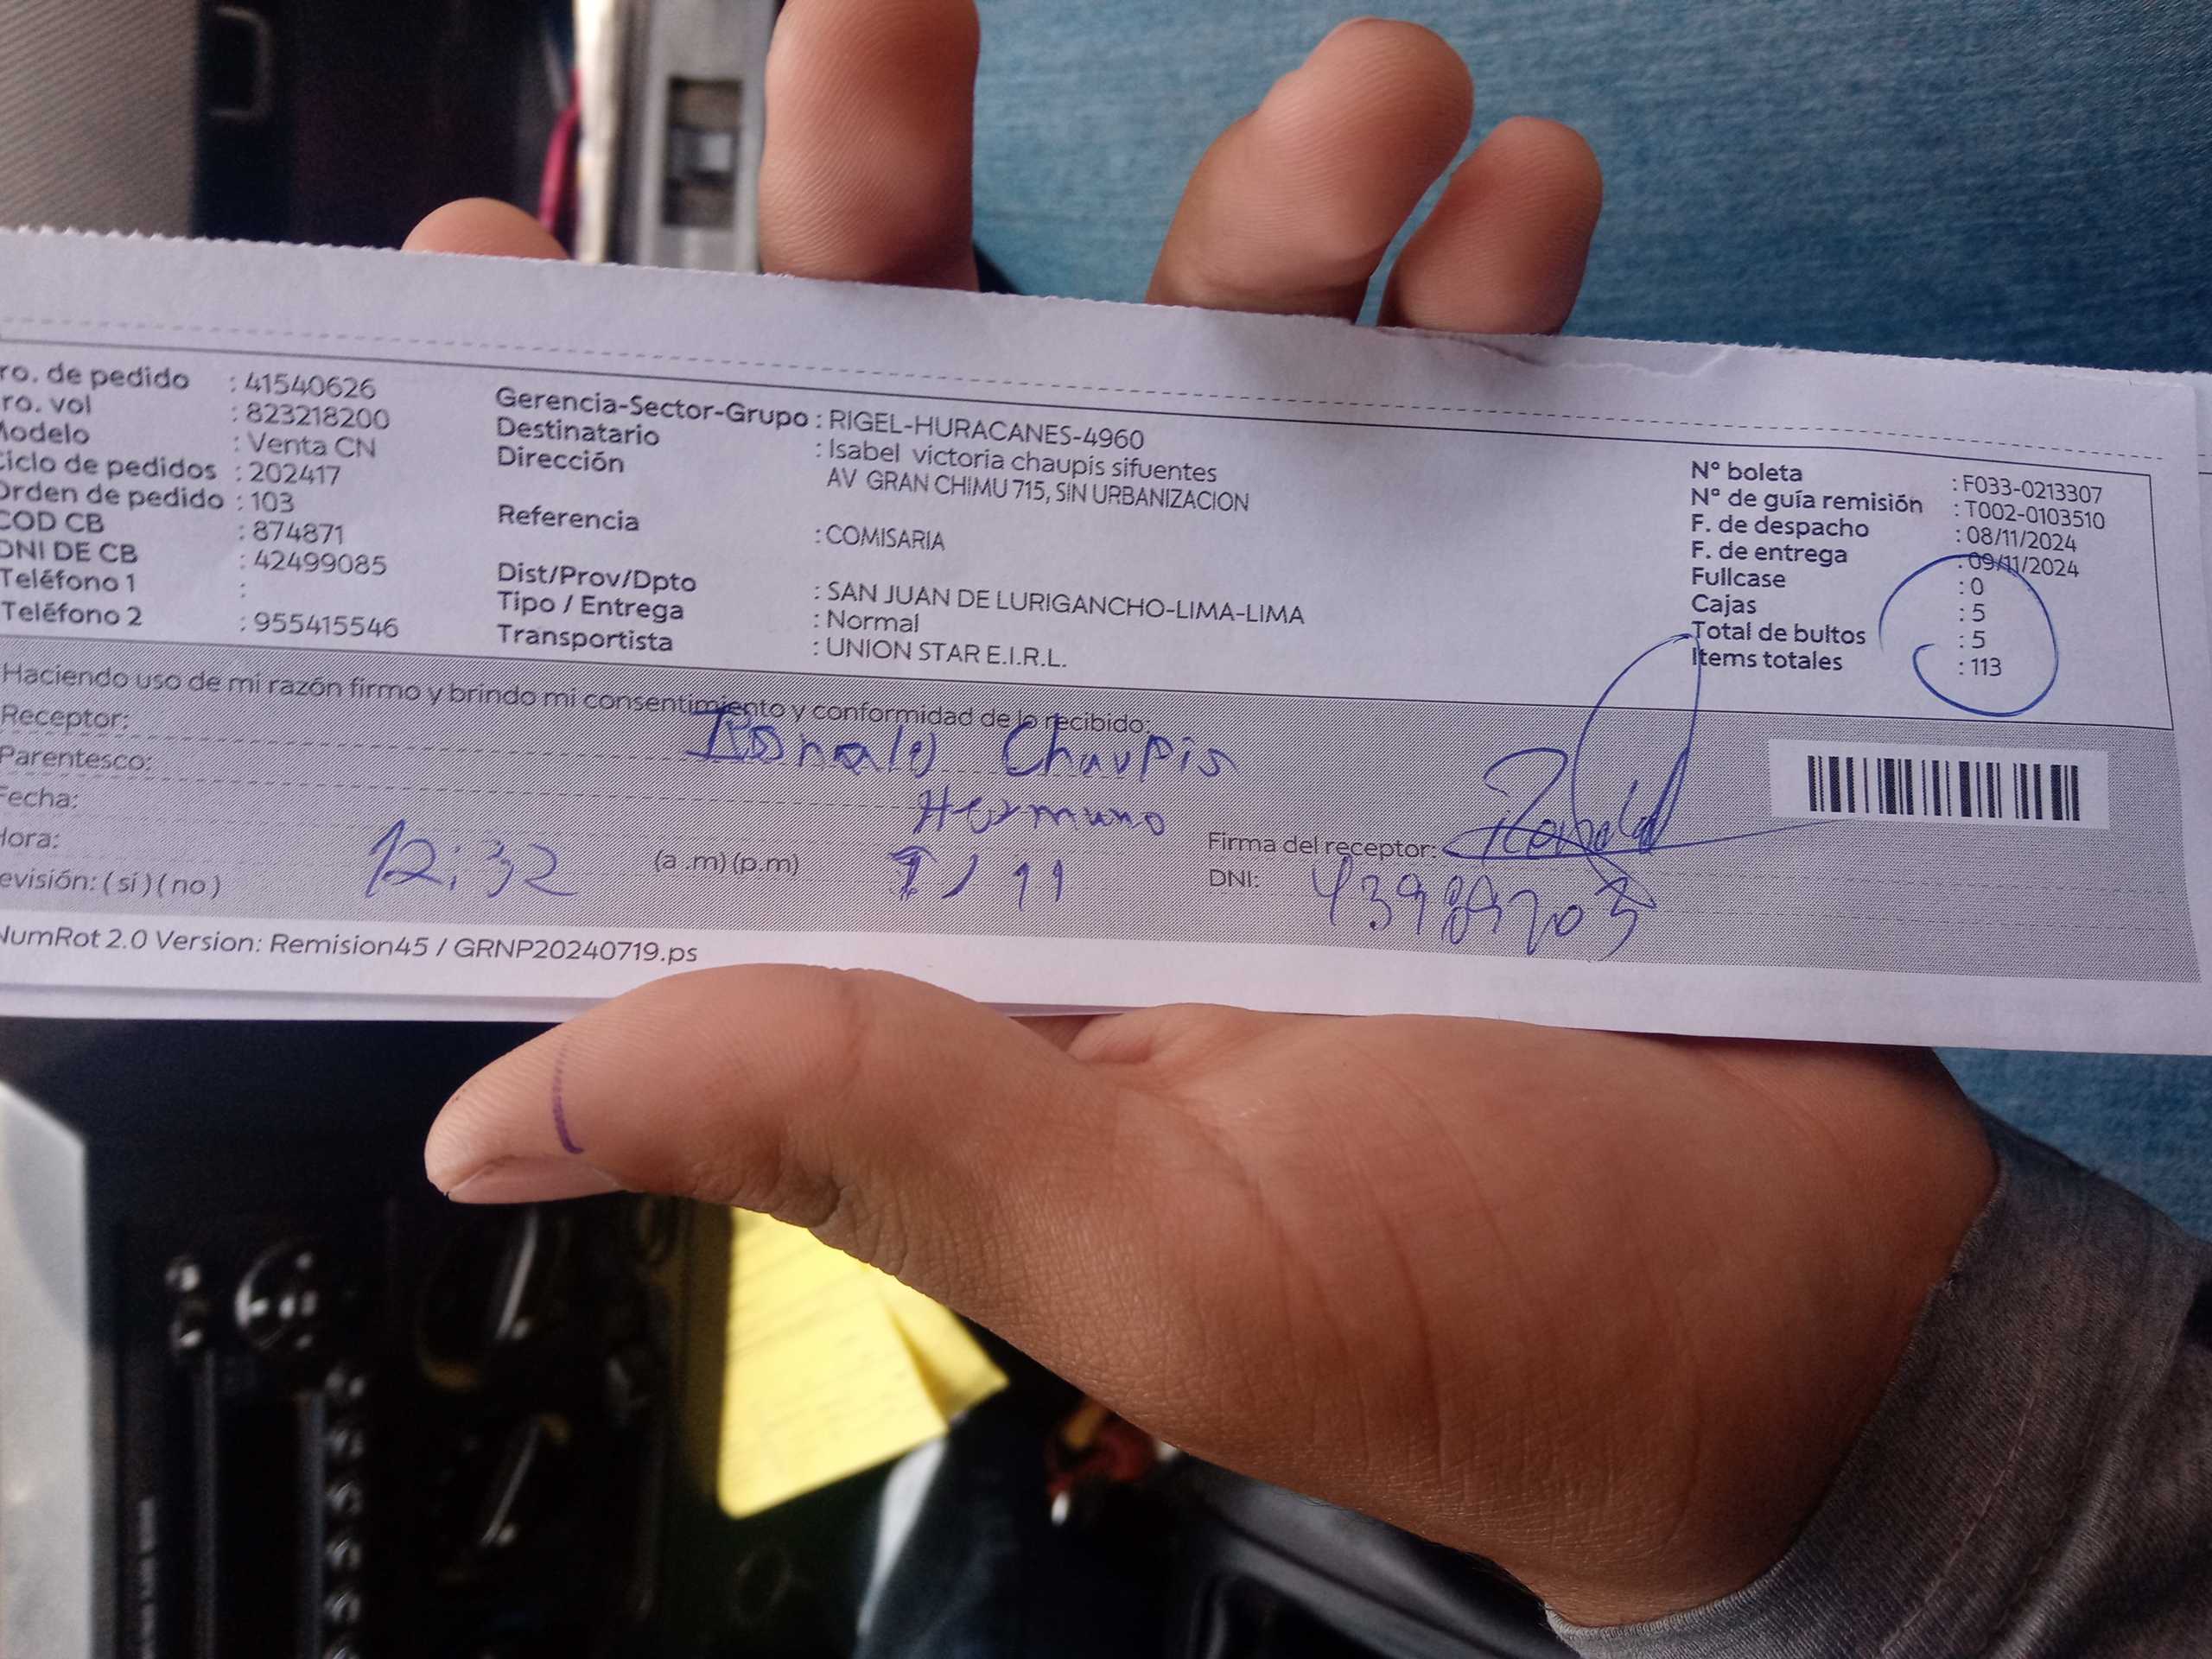 ro. de pedido : 41540626
ro. vol : 823218200
Modelo : Venta CN
Ciclo de pedidos : 202417
Orden de pedido : 103
COD CB : 874871
DNI DE CB : 42499085
Teléfono 1 :
Teléfono 2 : 955415546
Gerencia-Sector-Grupo : RIGEL-HURACANES-4960
Destinatario : Isabel victoria chaupis sifuentes
Dirección AV GRAN CHIMU 715, SIN URBANIZACION
Referencia : COMISARIA
Dist/Prov/Dpto : SAN JUAN DE LURIGANCHO-LIMA-LIMA
Tipo / Entrega : Normal
Transportista : UNION STAR E.I.R.L.
Nº boleta : F033-0213307
Nº de guía remisión : T002-0103510
F. de despacho : 08/11/2024
F. de entrega : 09/11/2024
Fullcase : 0
Cajas : 5
Total de bultos : 5
Items totales : 113
Haciendo uso de mi razón firmo y brindo mi consentimiento y conformidad de lo recibido:
Receptor: Ronald Chaupis
Parentesco: Hermano
Fecha:
Hora: 12:32 (a .m) (p.m) / 11
evisión: ( sí ) ( no )
Firma del receptor: Ronald
DNI:
NumRot 2.0 Version: Remision45 / GRNP20240719.ps